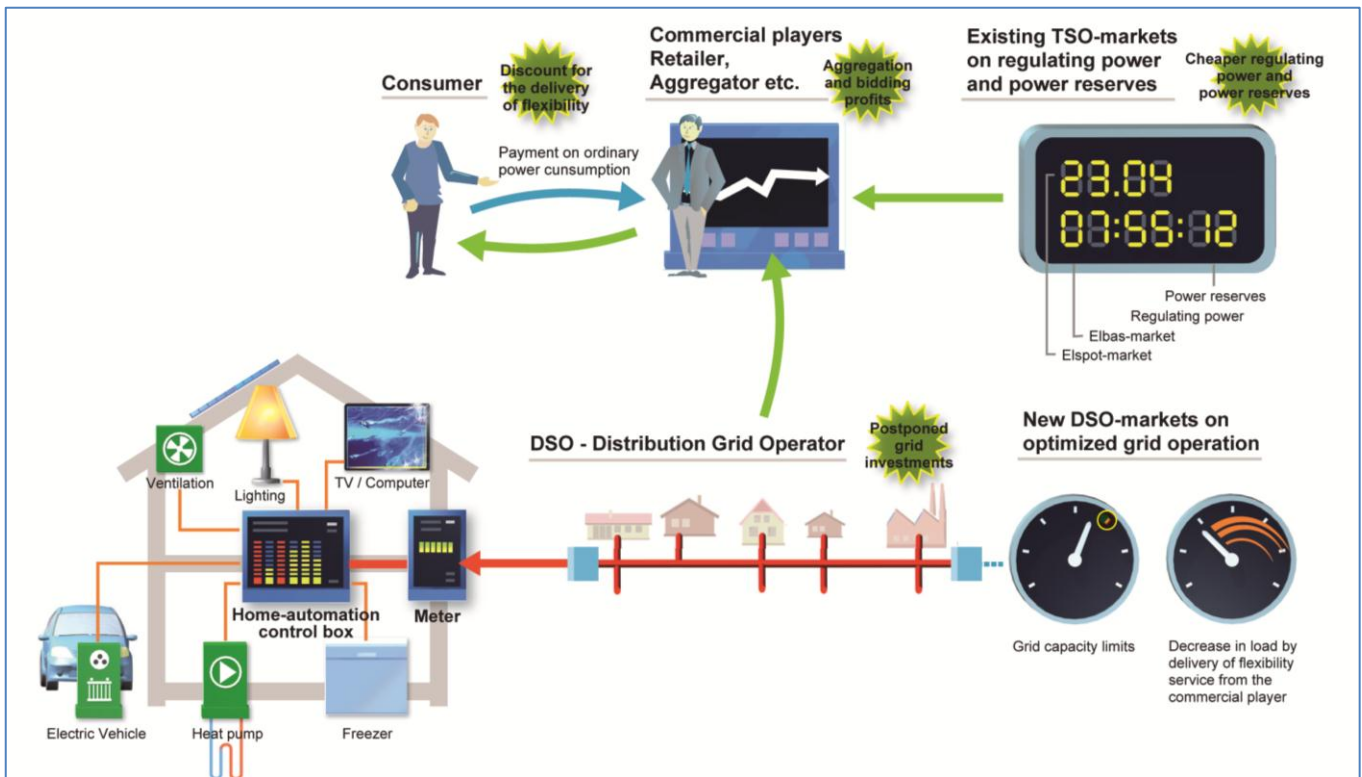 Consumer
Discount for
the delivery
of flexibility
Commercial players
Retailer,
Aggregator etc.
Aggregation
and bidding
profits
Existing TSO-markets
on regulating power
and power reserves
Cheaper regulating
power and
power reserves
Payment on ordinary
power cunsumption
23.04
07:55:12
Power reserves
Regulating power
Elbas-market
Elspot-market
DSO - Distribution Grid Operator
Postponed
grid
investments
New DSO-markets on
optimized grid operation
Ventilation
Lighting
TV / Computer
Home-automation
control box
Meter
Electric Vehicle
Heat pump
Freezer
Grid capacity limits
Decrease in load by
delivery of flexibility
service from the
commercial player